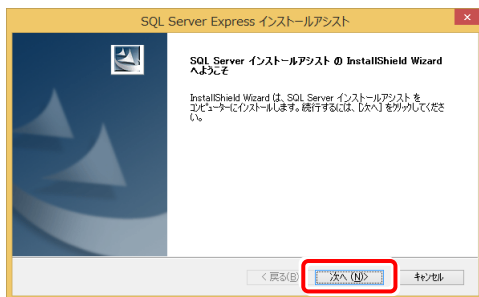 SQL Server Express インストールアシスト
SQL Server インストールアシスト の InstallShield Wizard
へようこそ
InstallShield Wizard は、SQL Server インストールアシスト を
コンピューターにインストールします。続行するには、[次へ] をクリックしてくださ
い。
< 戻る(B)
次へ (N)>
キャンセル